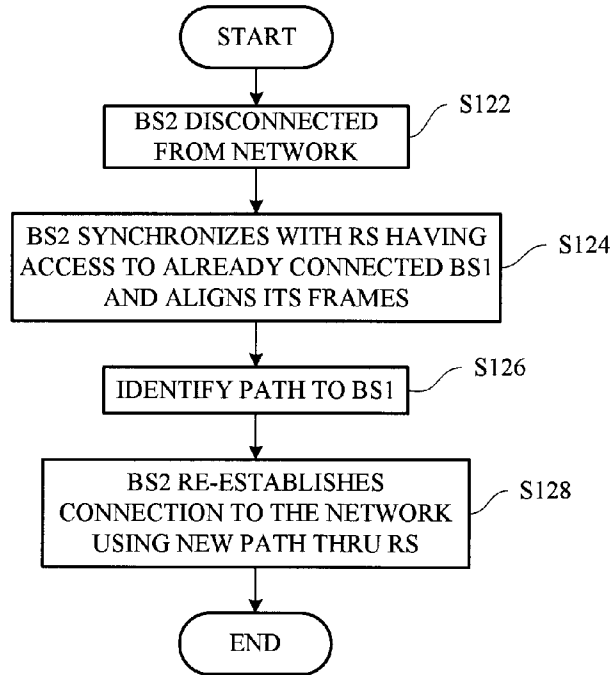 START
S122
BS2 DISCONNECTED
FROM NETWORK
BS2 SYNCHRONIZES WITH RS HAVING
ACCESS TO ALREADY CONNECTED BS1
AND ALIGNS ITS FRAMES
S124
S126
IDENTIFY PATH TO BS1
BS2 RE-ESTABLISHES
CONNECTION TO THE NETWORK
USING NEW PATH THRU RS
S128
END